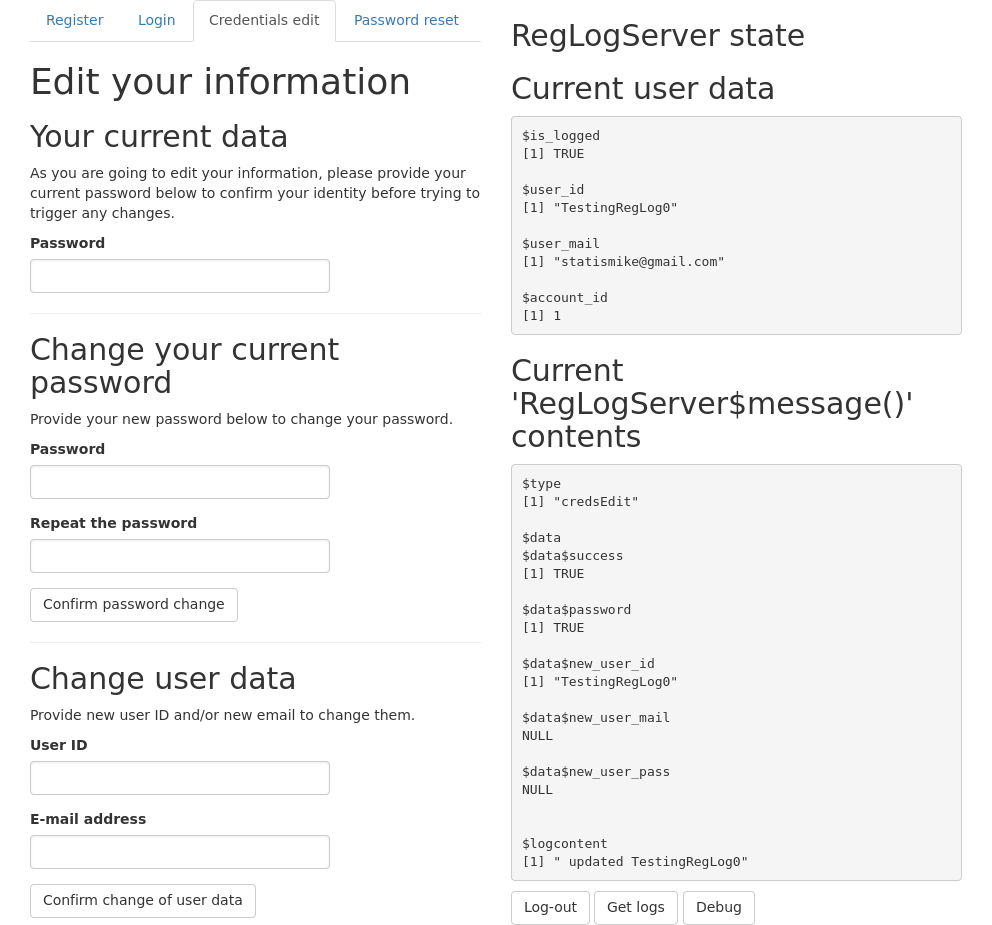 Register Login Credentials edit Password reset
Edit your information
Your current data
As you are going to edit your information, please provide your
current password below to confirm your identity before trying to
trigger any changes.
Password
Change your current
password
Provide your new password below to change your password.
Password
Repeat the password
Confirm password change
Change user data
Provide new user ID and/or new email to change them.
User ID
E-mail address
Confirm change of user data
RegLogServer state
Current user data
$is_logged
[1] TRUE
$user_id
[1] "TestingRegLog0"
$user_mail
[1] "statismike@gmail.com"
$account_id
[1] 1
Current
'RegLogServer$message()'
contents
$type
[1] "credsEdit"
$data
$data$success
[1] TRUE
$data$password
[1] TRUE
$data$new_user_id
[1] "TestingRegLog0"
$data$new_user_mail
NULL
$data$new_user_pass
NULL
$logcontent
[1] " updated TestingRegLog0"
Log-out Get logs Debug